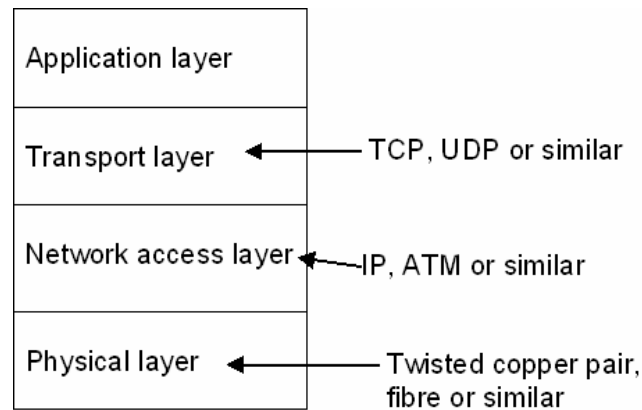 Application layer
Transport layer
TCP, UDP or similar
Network access layer
IP, ATM or similar
Physical layer
Twisted copper pair,
fibre or similar